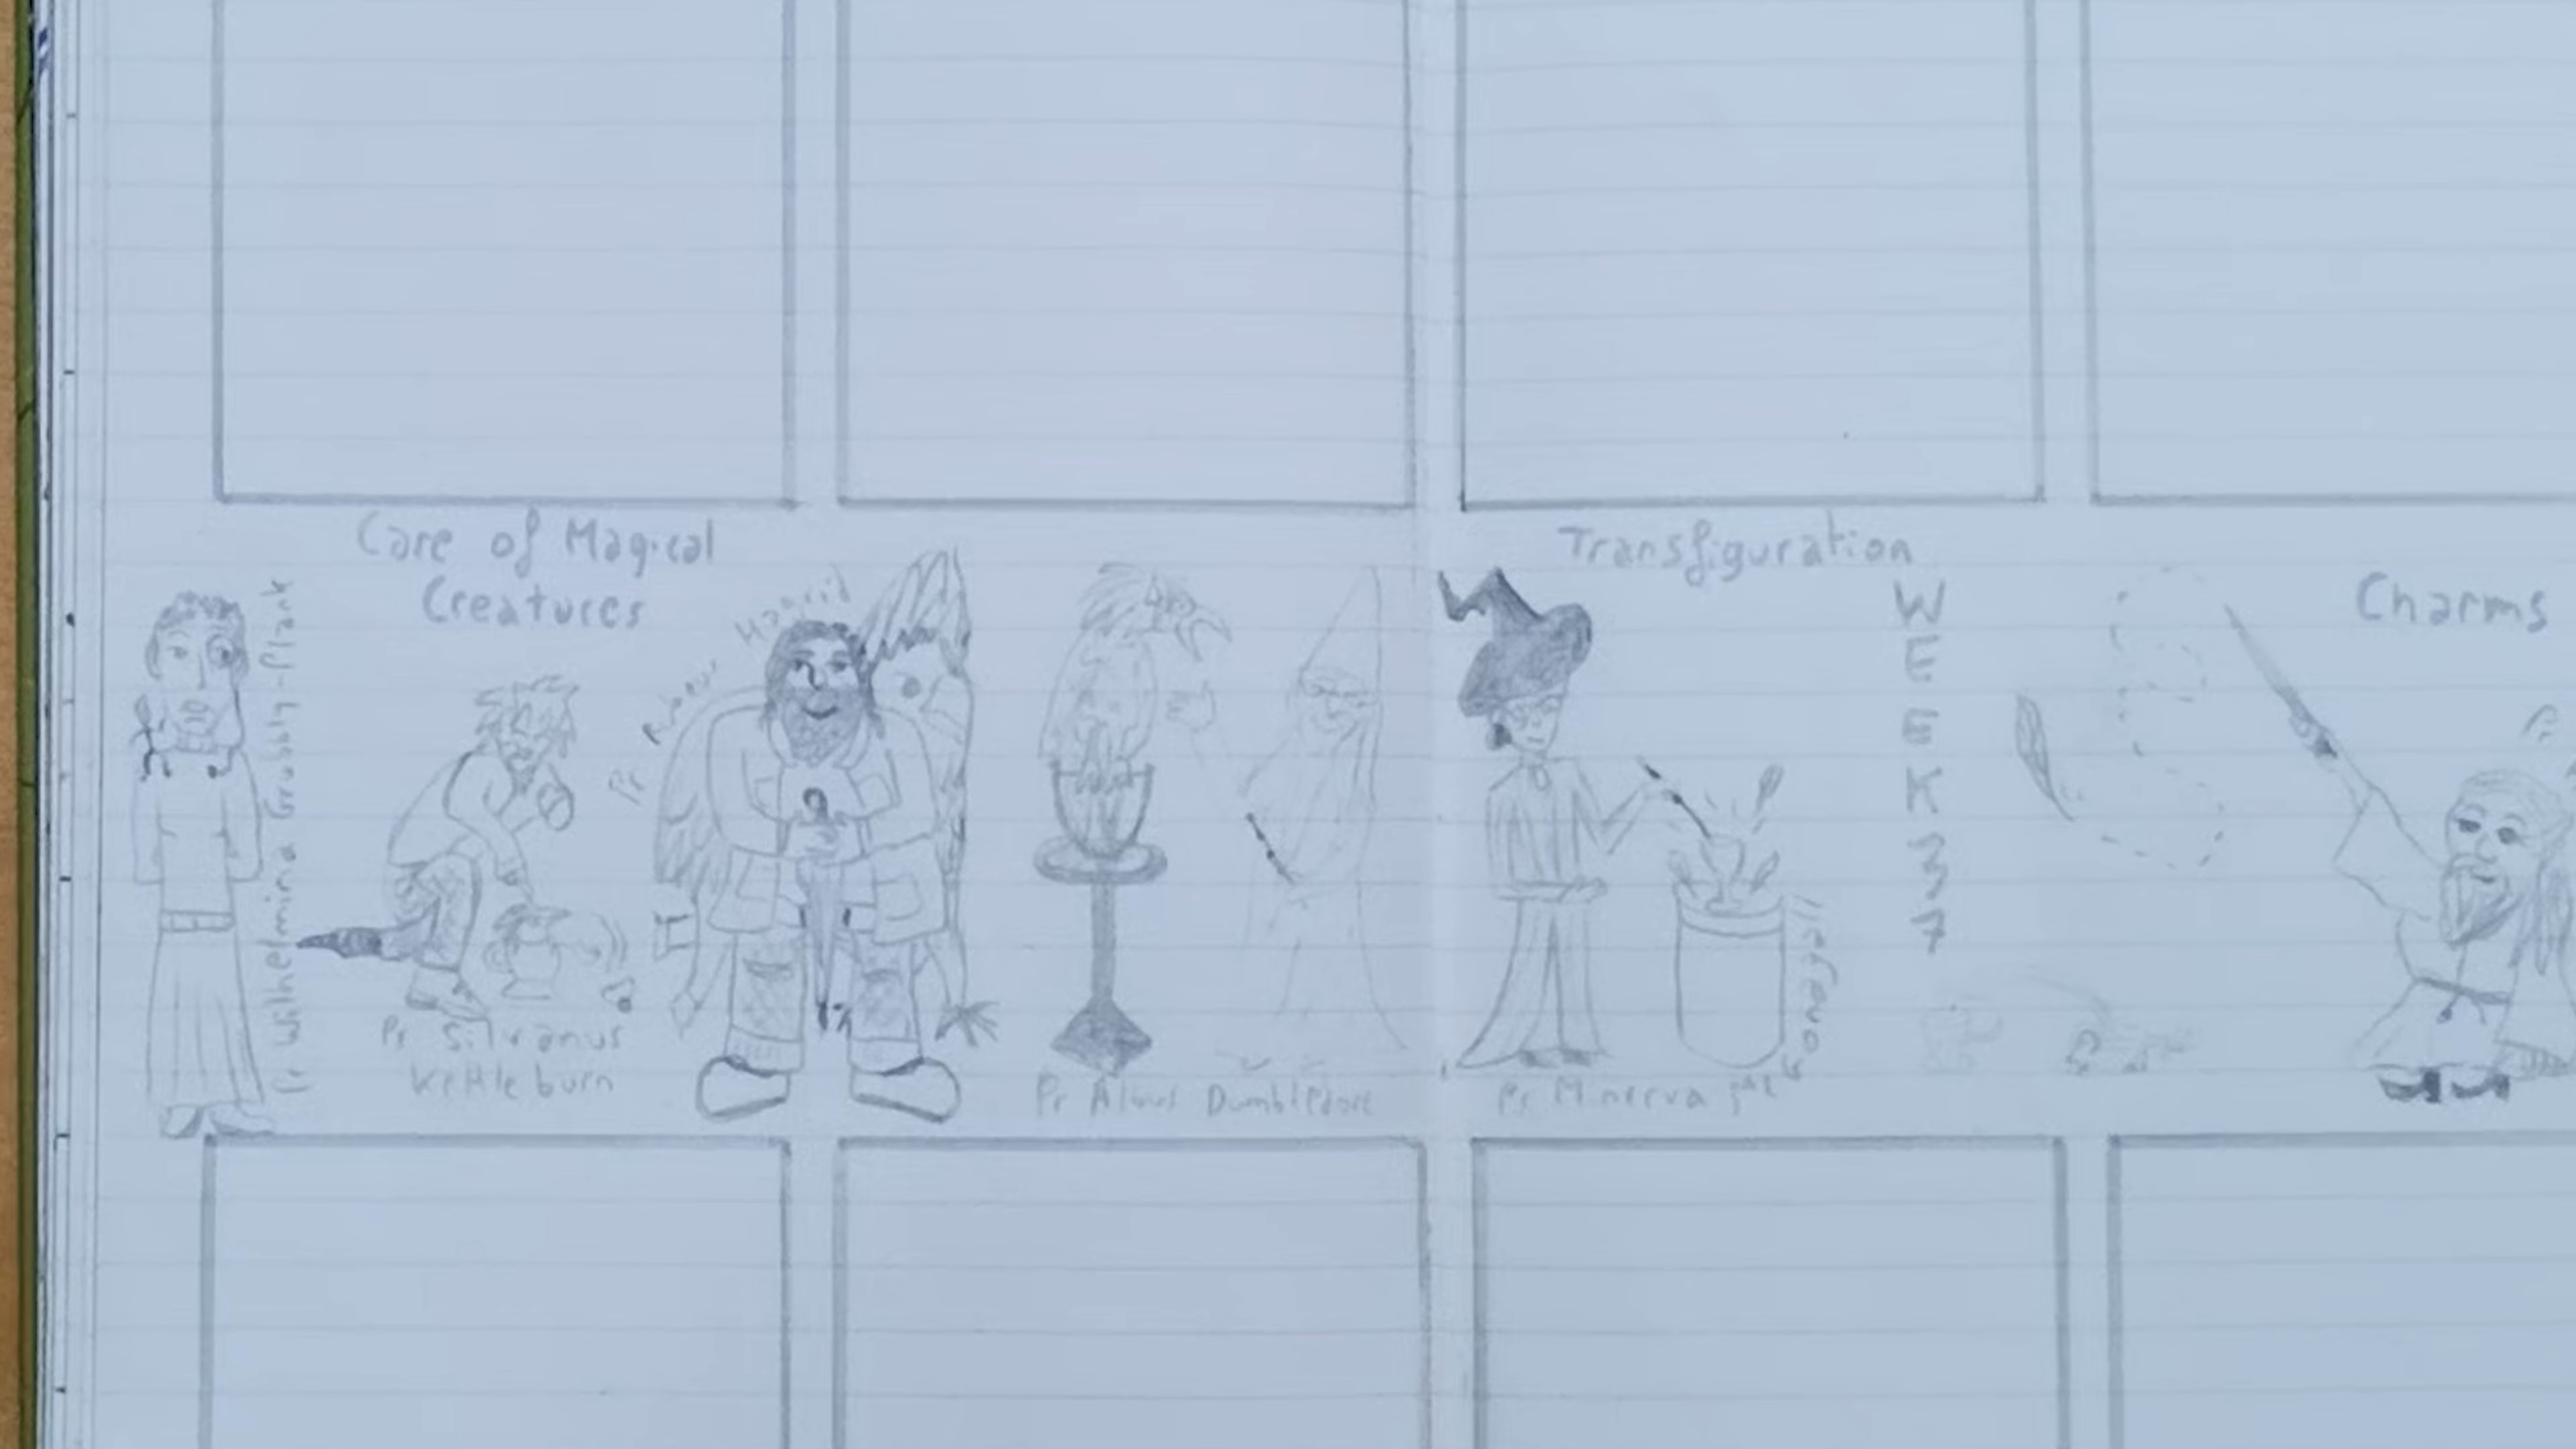 Care of Magical
Creatures
Pr Wilhelmina Grubbly-Plank
Pr Silvanus
Kettleburn
Pr Rubeus Hagrid
Pr Albus Dumbledore
Transfiguration
Pr Minerva McGonagall
WEEK 37
Charms